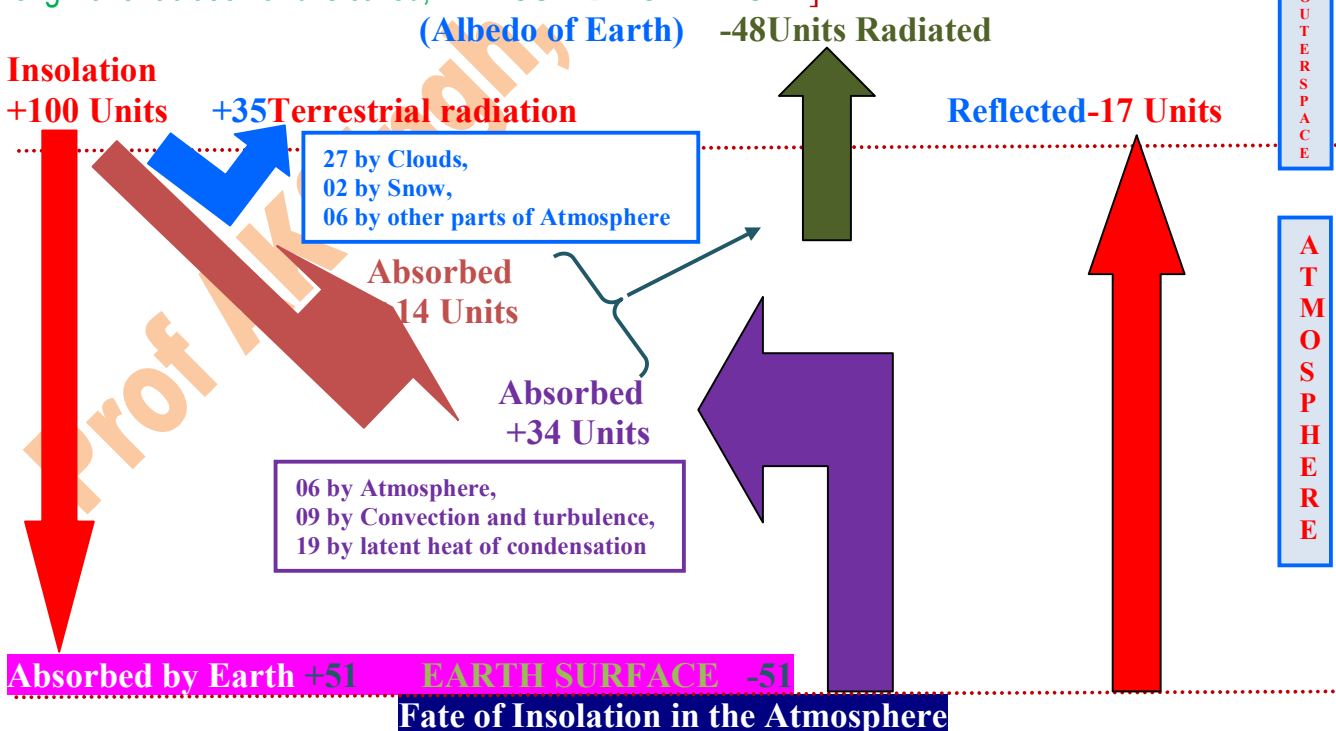 (Albedo of Earth) -48Units Radiated
Insolation
+100 Units +35Terrestrial radiation
Reflected-17 Units
27 by Clouds,
02 by Snow,
06 by other parts of Atmosphere
Absorbed
14 Units
Absorbed
+34 Units
06 by Atmosphere,
09 by Convection and turbulence,
19 by latent heat of condensation
Absorbed by Earth +51 EARTH SURFACE -51
Fate of Insolation in the Atmosphere
OUTERSPACE
ATMOSPHERE
Prof